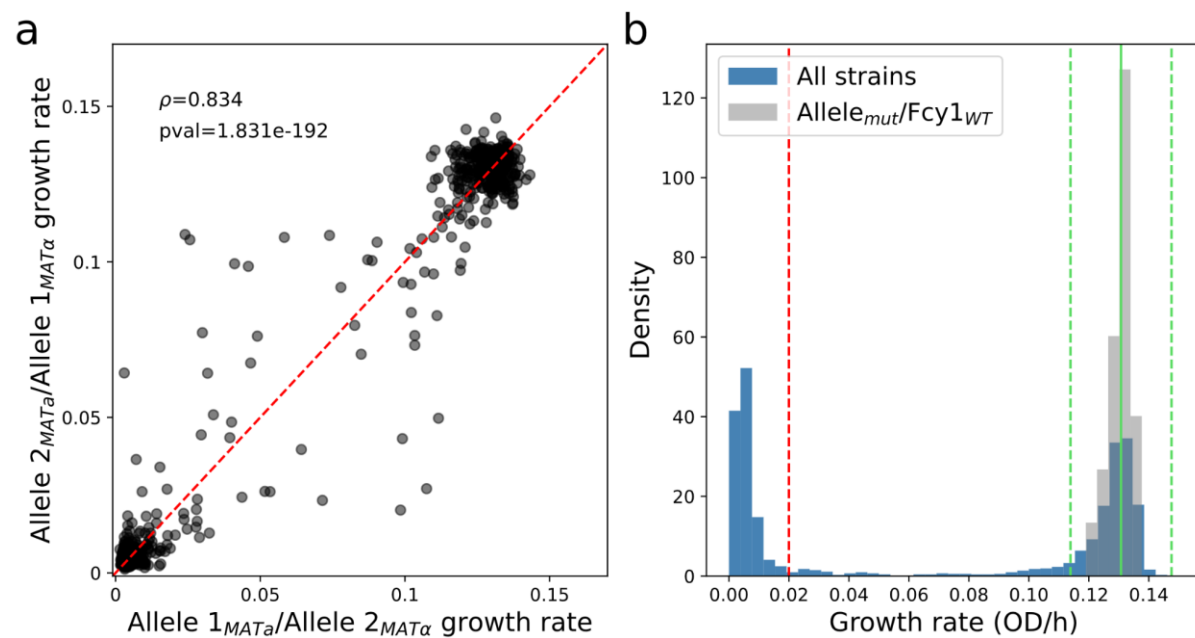 a
ρ=0.834
pval=1.831e-192
Allele 2MATa/Allele 1MATα growth rate
0.15
0.1
0.05
0
0 0.05 0.1 0.15
Allele 1MATa/Allele 2MATα growth rate
b
All strains
Allelemut/Fcy1WT
Density
120
100
80
60
40
20
0
0.00 0.02 0.04 0.06 0.08 0.10 0.12 0.14
Growth rate (OD/h)